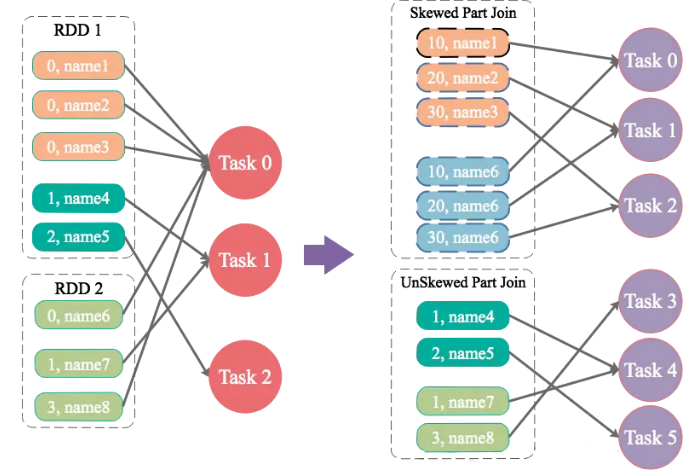 RDD 1
0, name1
0, name2
0, name3
1, name4
2, name5
RDD 2
0, name6
1, name7
3, name8
Task 0
Task 1
Task 2
Skewed Part Join
10, name1
20, name2
30, name3
10, name6
20, name6
30, name6
Task 0
Task 1
Task 2
UnSkewed Part Join
1, name4
2, name5
1, name7
3, name8
Task 3
Task 4
Task 5